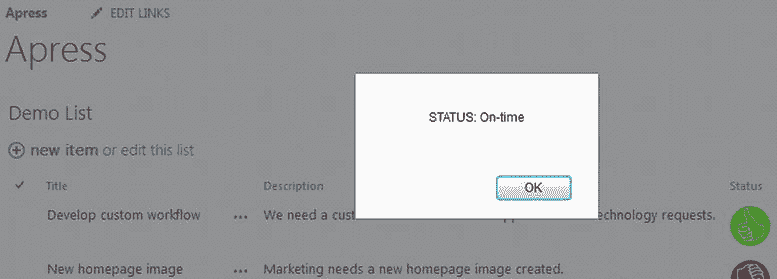 Apress EDIT LINKS
Apress
Demo List
STATUS: On-time
new item or edit this list
OK
Title Description Status
Develop custom workflow ... We need a cust technology requests.
New homepage image ... Marketing needs a new homepage image created.